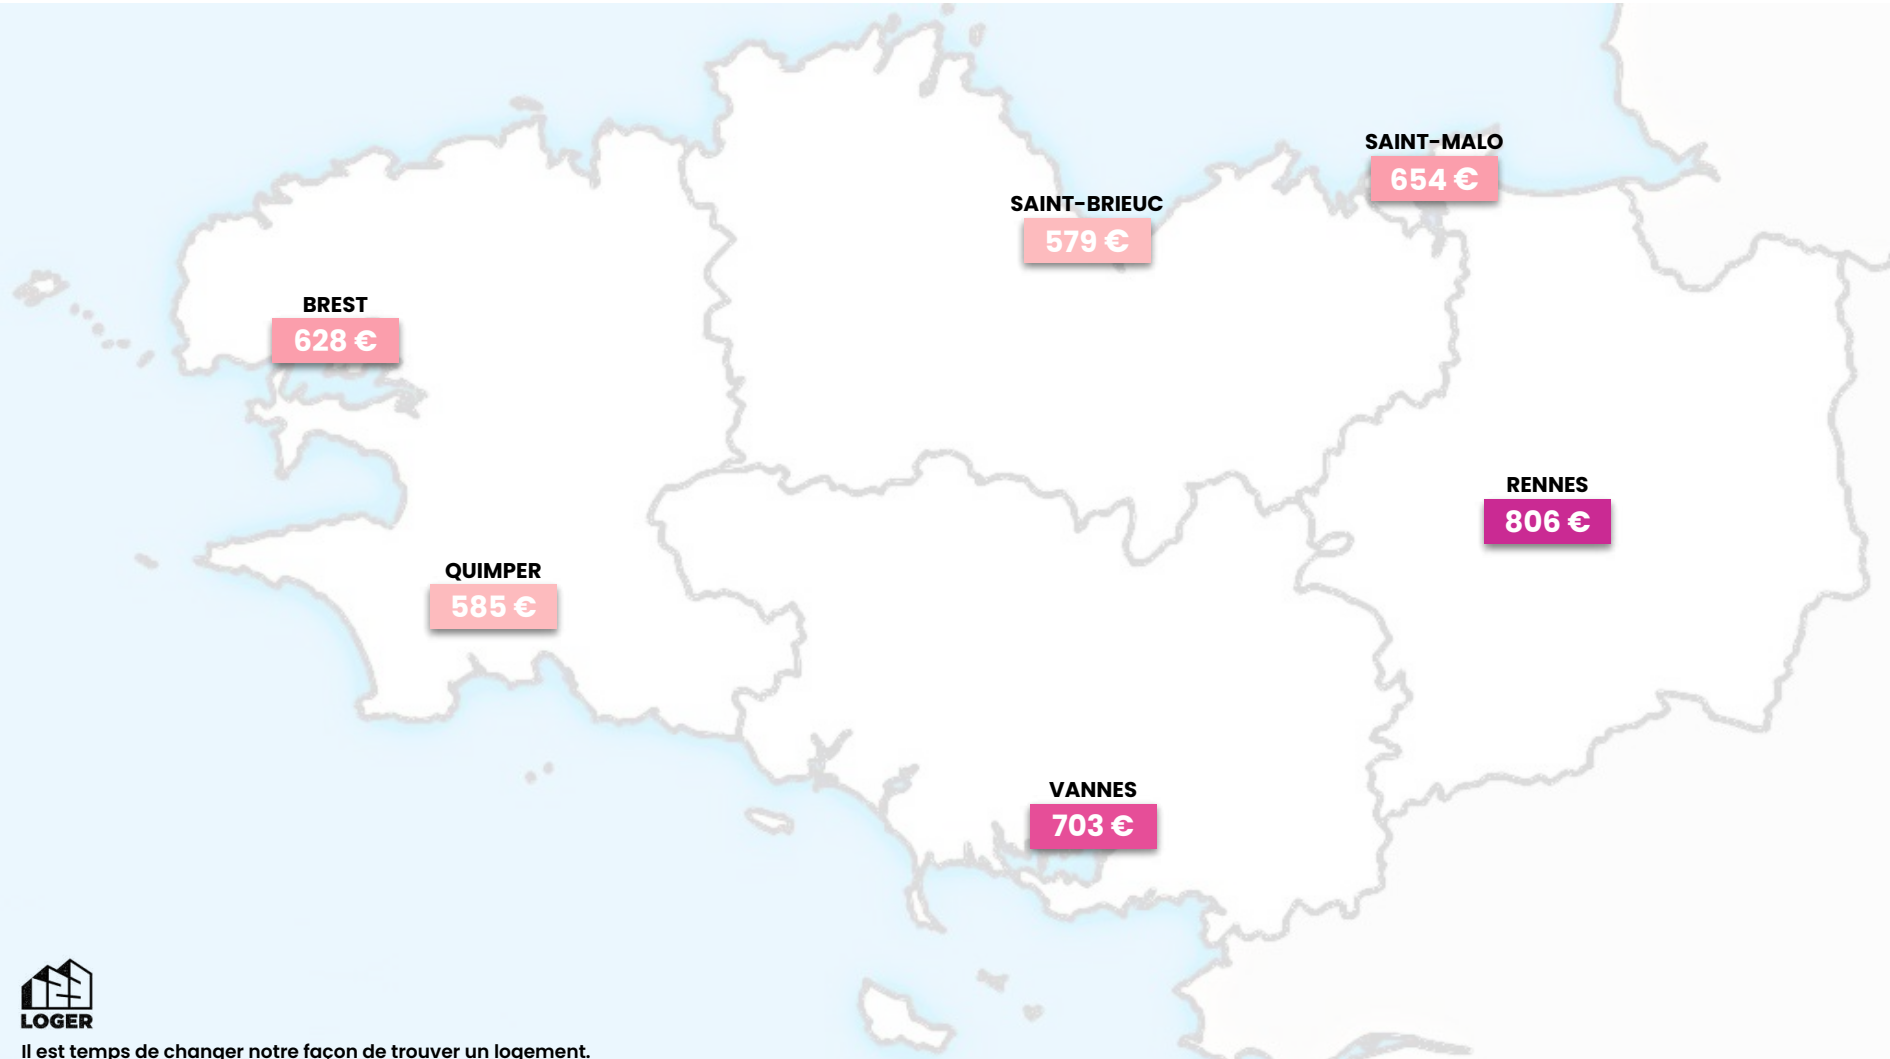 SAINT-MALO
654 €
SAINT-BRIEUC
579 €
BREST
628 €
RENNES
806 €
QUIMPER
585 €
VANNES
703 €
LOGER
Il est temps de changer notre façon de trouver un logement.